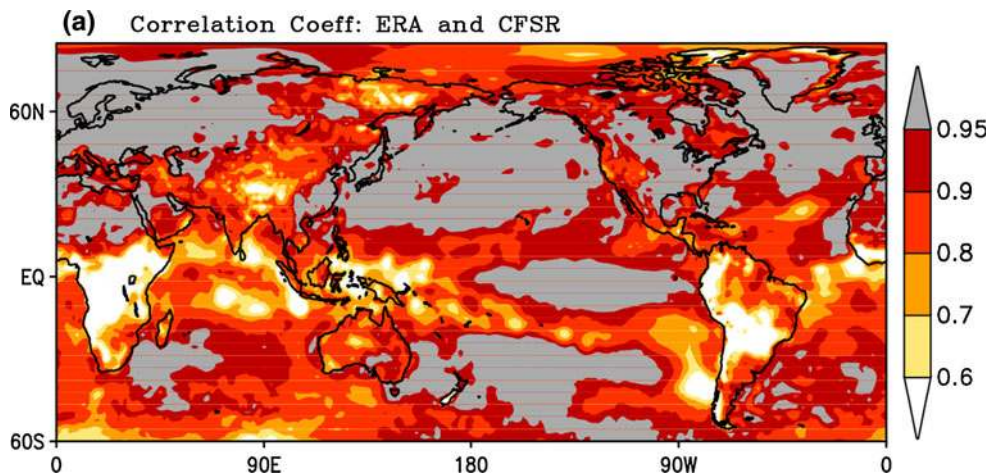 (a) Correlation Coeff: ERA and CFSR
60N
EQ
60S
0 90E 180 90W 0
0.95
0.9
0.8
0.7
0.6